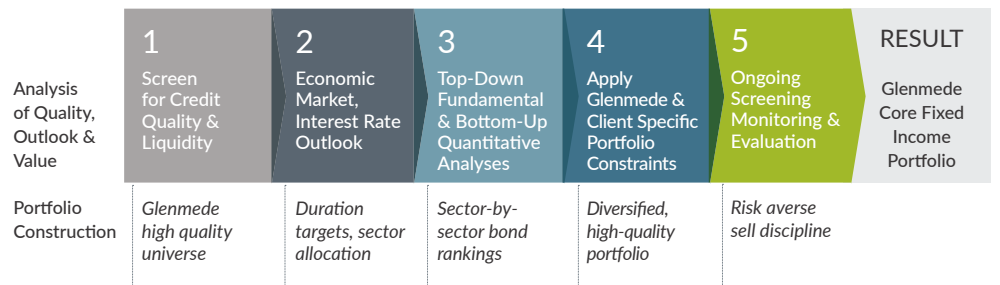 Analysis
of Quality,
Outlook &
Value
1
Screen
for Credit
Quality &
Liquidity
2
Economic
Market,
Interest Rate
Outlook
3
Top-Down
Fundamental
& Bottom-Up
Quantitative
Analyses
4
Apply
Glenmede &
Client Specific
Portfolio
Constraints
5
Ongoing
Screening
Monitoring &
Evaluation
RESULT
Glenmede
Core Fixed
Income
Portfolio
Portfolio
Construction
Glenmede
high quality
universe
Duration
targets, sector
allocation
Sector-by-
sector bond
rankings
Diversified,
high-quality
portfolio
Risk averse
sell discipline